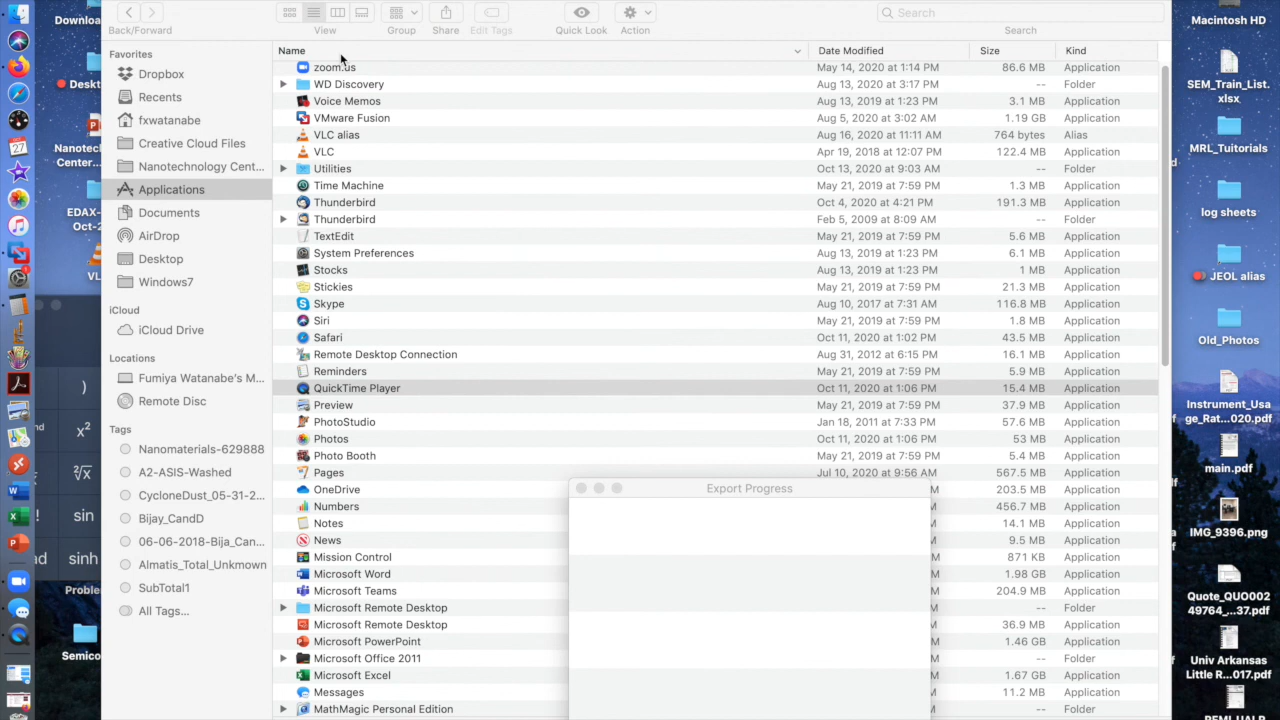 Download
Desk
Nanotech
Center...
EDAX-
Oct-2
VL
Proble
Semico
27
)
x²
sin
sinh
Back/Forward
View
Group
Share
Edit Tags
Quick Look
Action
Search
Search
Favorites
Dropbox
Recents
fxwatanabe
Creative Cloud Files
Nanotechnology Cent...
Applications
Documents
AirDrop
Desktop
Windows7
iCloud
iCloud Drive
Locations
Fumiya Watanabe's M...
Remote Disc
Tags
Nanomaterials-629888
A2-ASIS-Washed
CycloneDust_05-31-2...
Bijay_CandD
06-06-2018-Bija_Can...
Almatis_Total_Unkmown
SubTotal1
All Tags...
Name Date Modified Size Kind
zoom.us May 14, 2020 at 1:14 PM 86.6 MB Application
WD Discovery Aug 13, 2020 at 3:17 PM -- Folder
Voice Memos Aug 13, 2019 at 1:23 PM 3.1 MB Application
VMware Fusion Aug 5, 2020 at 3:02 AM 1.19 GB Application
VLC alias Aug 16, 2020 at 11:11 AM 764 bytes Alias
VLC Apr 19, 2018 at 12:07 PM 122.4 MB Application
Utilities Oct 13, 2020 at 9:03 AM -- Folder
Time Machine May 21, 2019 at 7:59 PM 1.3 MB Application
Thunderbird Oct 4, 2020 at 4:21 PM 191.3 MB Application
Thunderbird Feb 5, 2009 at 8:09 AM -- Folder
TextEdit May 21, 2019 at 7:59 PM 5.6 MB Application
System Preferences May 21, 2019 at 7:59 PM 6.1 MB Application
Stocks Aug 13, 2019 at 1:23 PM 1 MB Application
Stickies May 21, 2019 at 7:59 PM 21.3 MB Application
Skype Aug 10, 2017 at 7:31 AM 116.8 MB Application
Siri May 21, 2019 at 7:59 PM 1.8 MB Application
Safari Oct 11, 2020 at 1:02 PM 43.5 MB Application
Remote Desktop Connection Aug 31, 2012 at 6:15 PM 16.1 MB Application
Reminders May 21, 2019 at 7:59 PM 5.9 MB Application
QuickTime Player Oct 11, 2020 at 1:06 PM 15.4 MB Application
Preview May 21, 2019 at 7:59 PM 37.9 MB Application
PhotoStudio Jan 18, 2011 at 7:33 PM 57.6 MB Application
Photos Oct 11, 2020 at 1:06 PM 53 MB Application
Photo Booth May 21, 2019 at 7:59 PM 5.4 MB Application
Pages Jul 10, 2020 at 9:56 AM 567.5 MB Application
OneDrive M 203.5 MB Application
Numbers M 456.7 MB Application
Notes M 14.1 MB Application
News M 9.5 MB Application
Mission Control M 871 KB Application
Microsoft Word M 1.98 GB Application
Microsoft Teams M 204.9 MB Application
Microsoft Remote Desktop M -- Folder
Microsoft Remote Desktop M 36.9 MB Application
Microsoft PowerPoint M 1.46 GB Application
Microsoft Office 2011 M -- Folder
Microsoft Excel M 1.67 GB Application
Messages M 11.2 MB Application
MathMagic Personal Edition M -- Folder
Export Progress
Macintosh HD
SEM_Train_List.
xlsx
MRL_Tuitorials
log sheets
JEOL alias
Old_Photos
Instrument_Usa
ge_Rat...020.pdf
main.pdf
IMG_9396.png
Quote_QUO002
49764_...37.pdf
Univ Arkansas
Little R...017.pdf